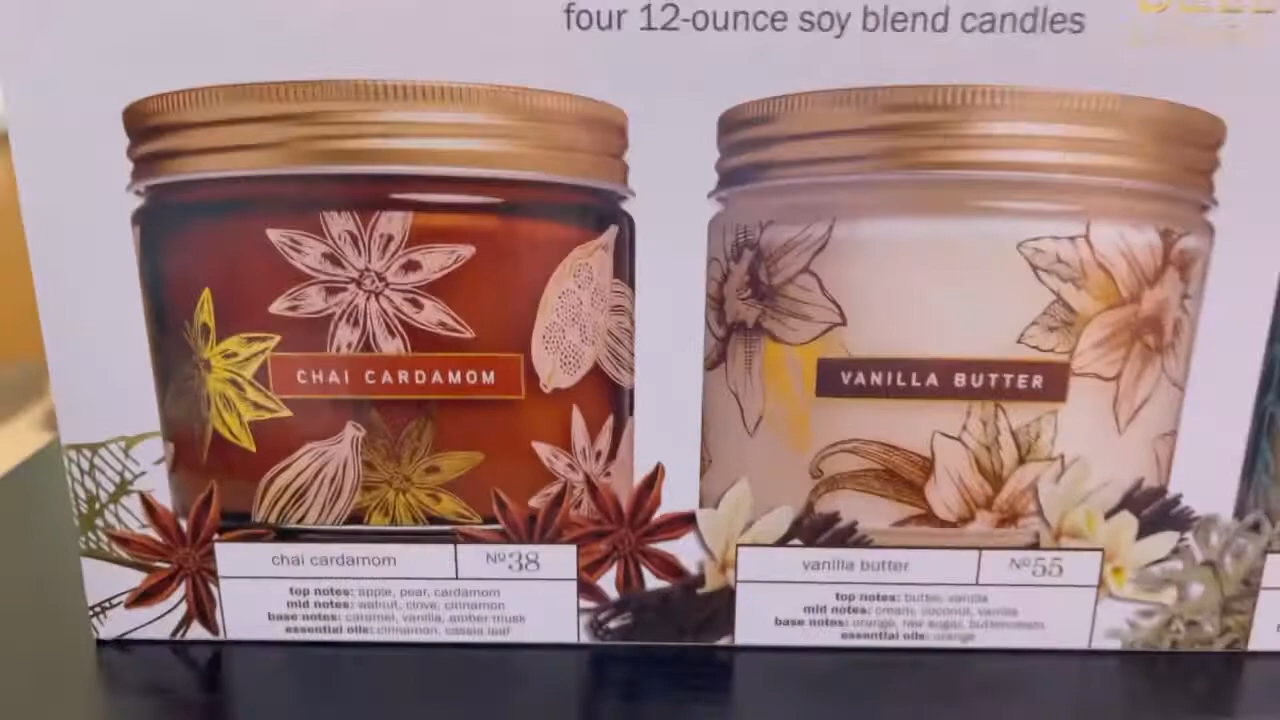 four 12-ounce soy blend candles
CHAI CARDAMOM
VANILLA BUTTER
chai cardamom
Nº38
top notes: apple, pear, cardamom
mid notes: walnut, clove, cinnamon
base notes: caramel, vanilla, amber musk
essential oils: cinnamon, cassia leaf
vanilla butter
Nº55
top notes: butter, vanilla
mid notes: cream, coconut, vanilla
base notes: orange, raw sugar, buttercream
essential oils: orange